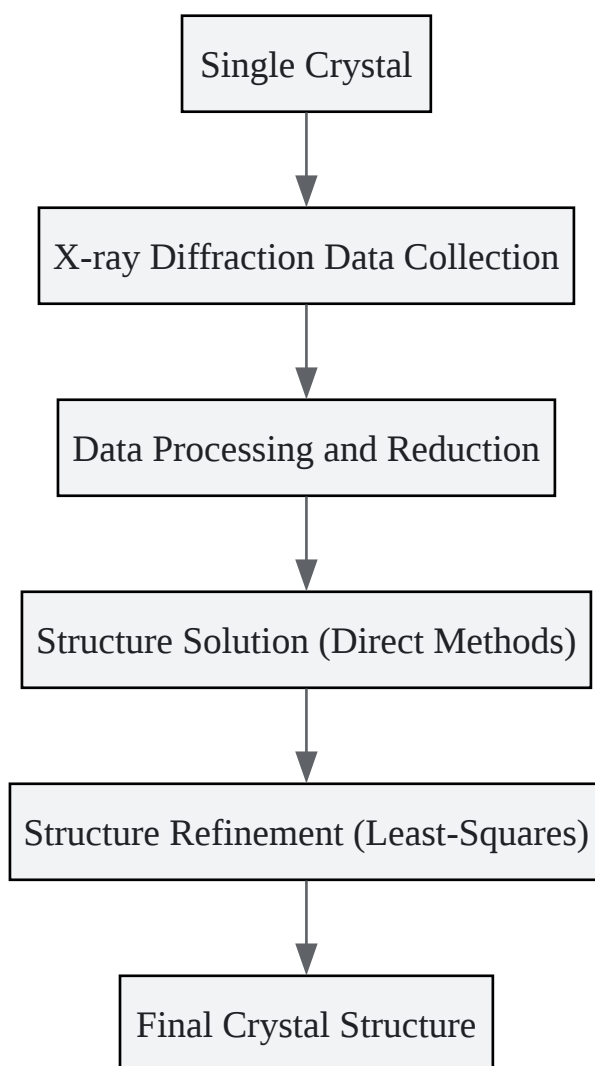 Single Crystal
X-ray Diffraction Data Collection
Data Processing and Reduction
Structure Solution (Direct Methods)
Structure Refinement (Least-Squares)
Final Crystal Structure